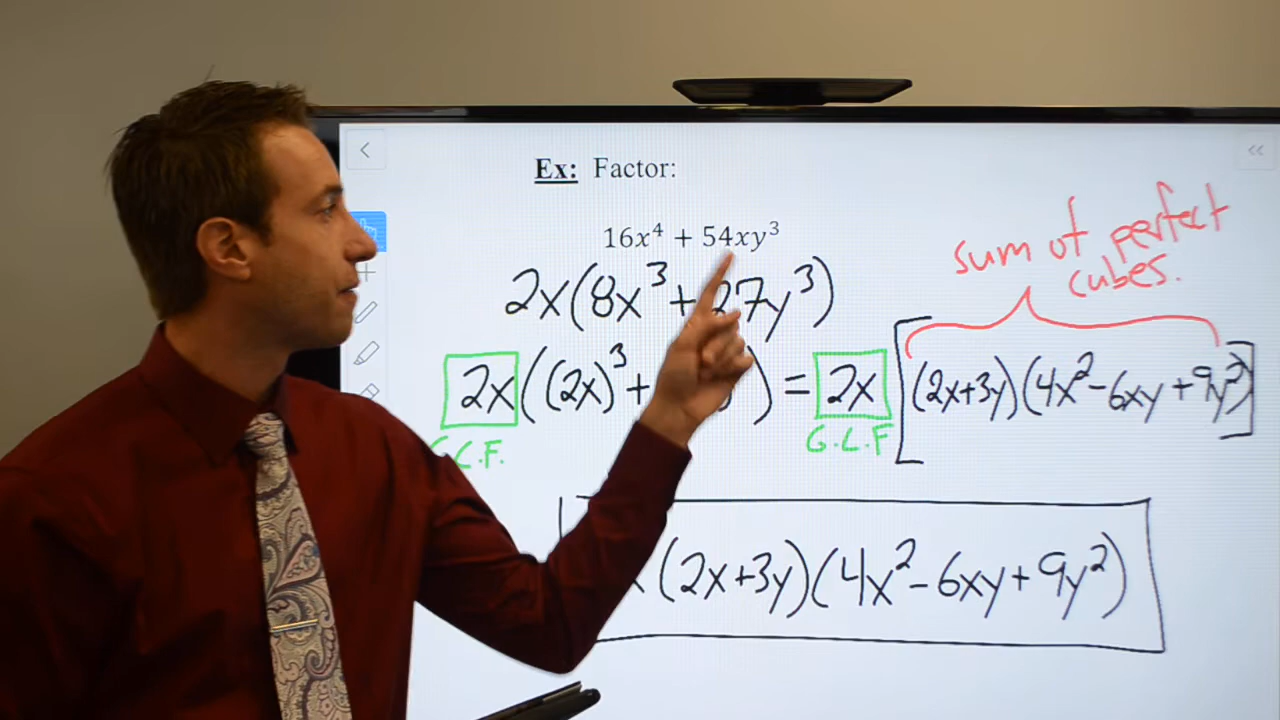 Ex: Factor:
16x⁴ + 54xy³
sum of perfect
cubes.
2x(8x³+27y³)
2x((2x)³+ ) = 2x [(2x+3y)(4x²-6xy+9y²)]
C.F. G.C.F
(2x+3y)(4x²-6xy+9y²)